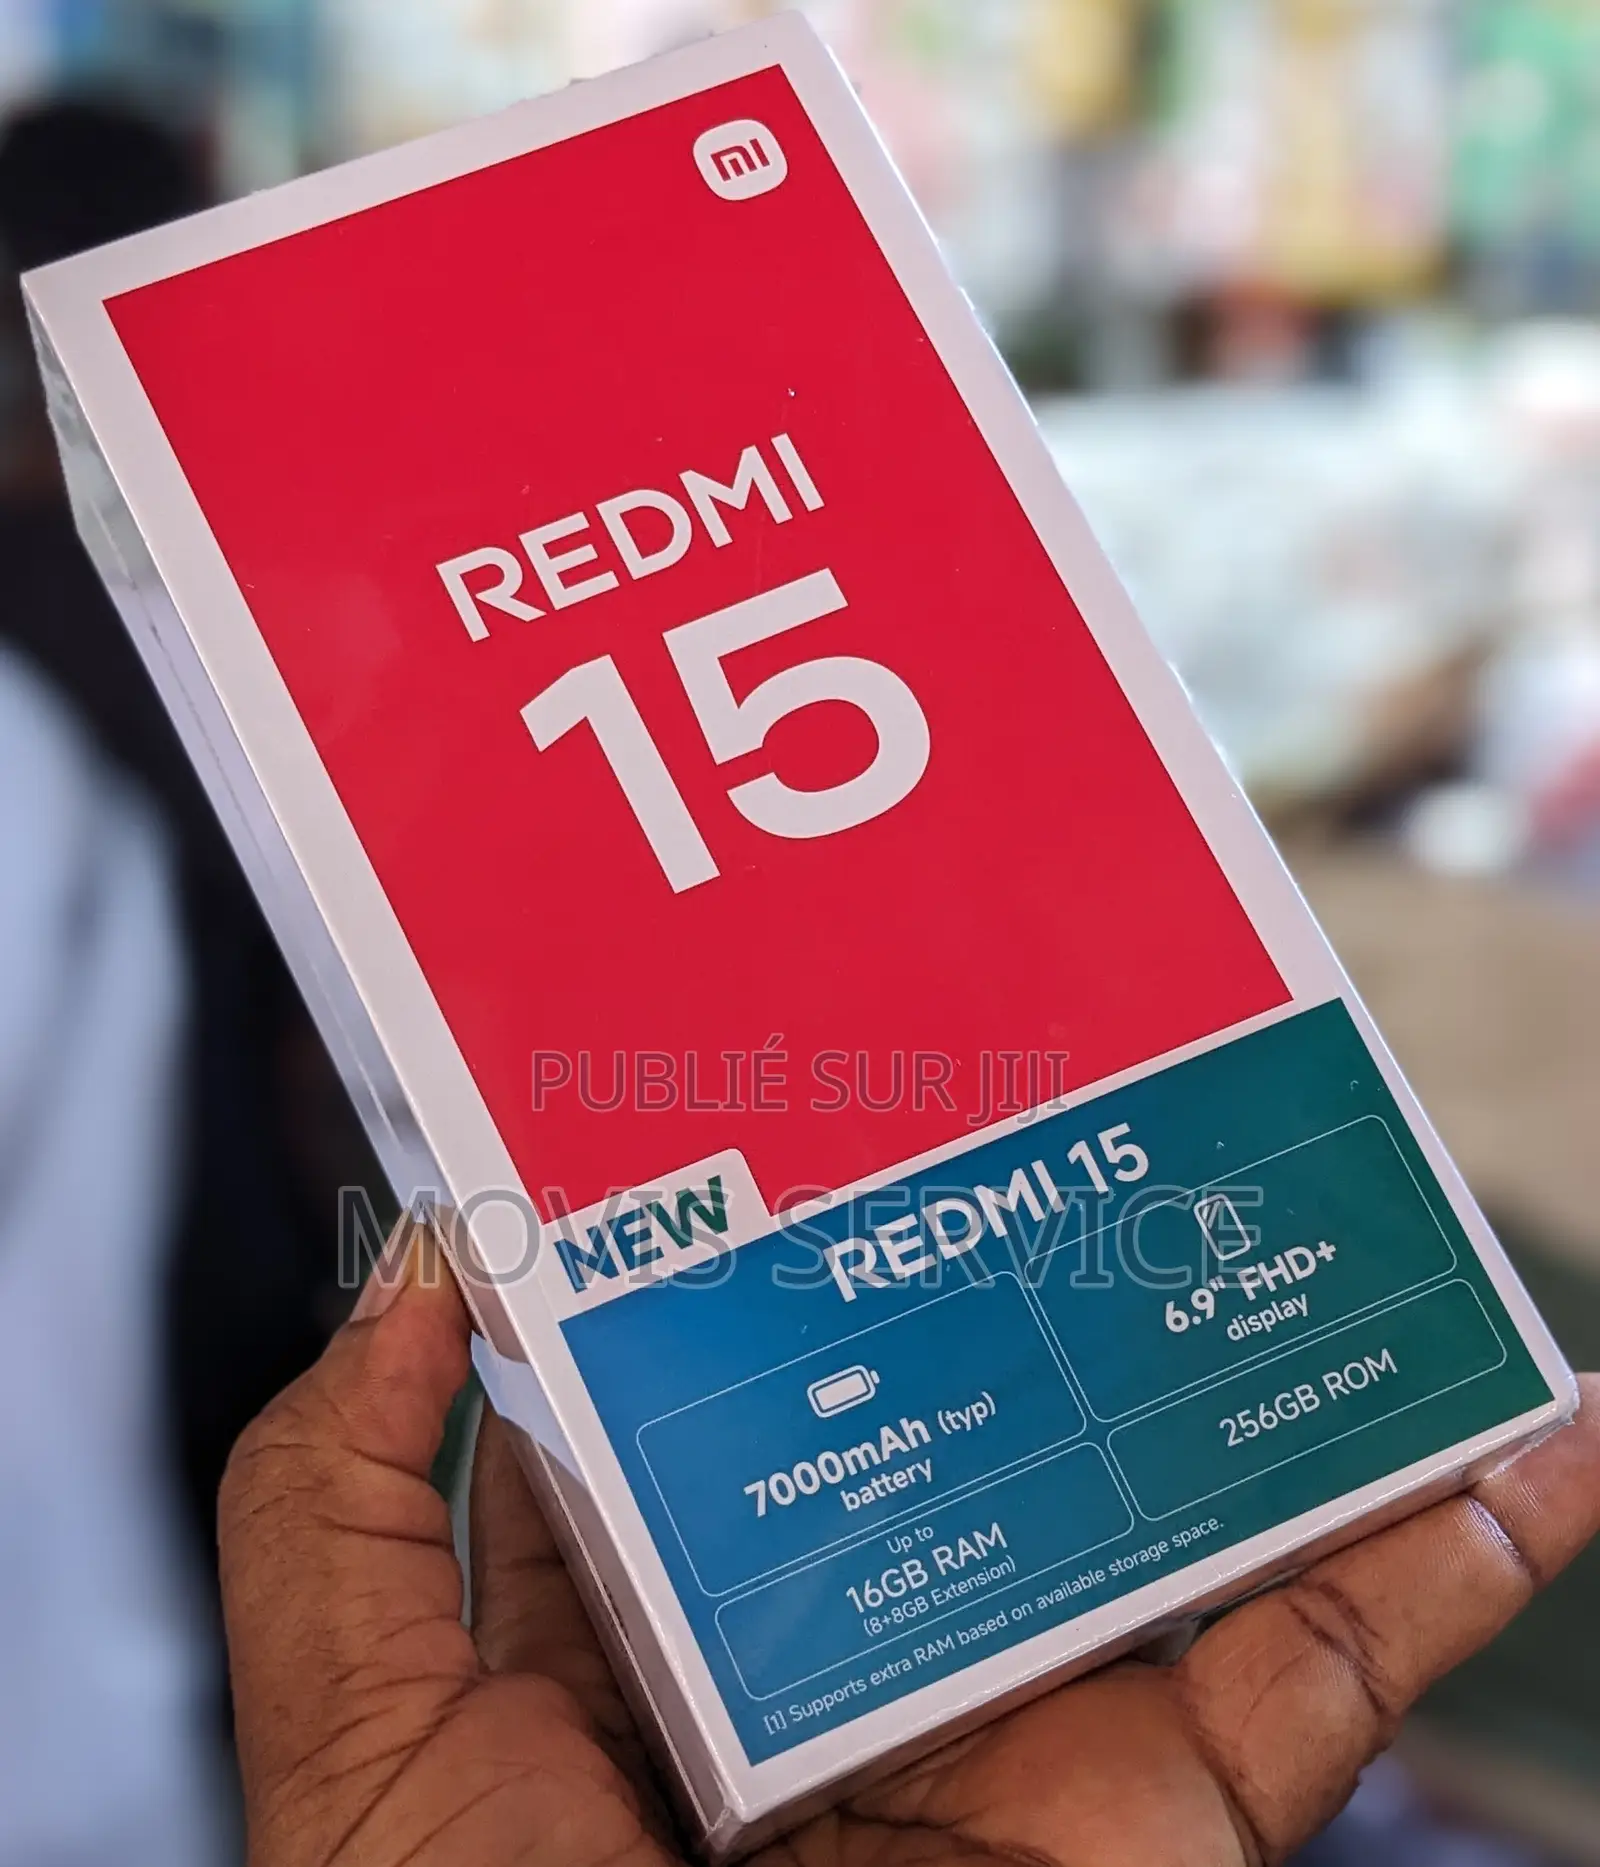 mi
REDMI
15
PUBLIÉ SUR JIJI
MOVIS SERVICE
NEW
REDMI 15
7000mAh (typ)
battery
6.9" FHD+
display
Up to
16GB RAM
(8+8GB Extension)
256GB ROM
[1] Supports extra RAM based on available storage space.